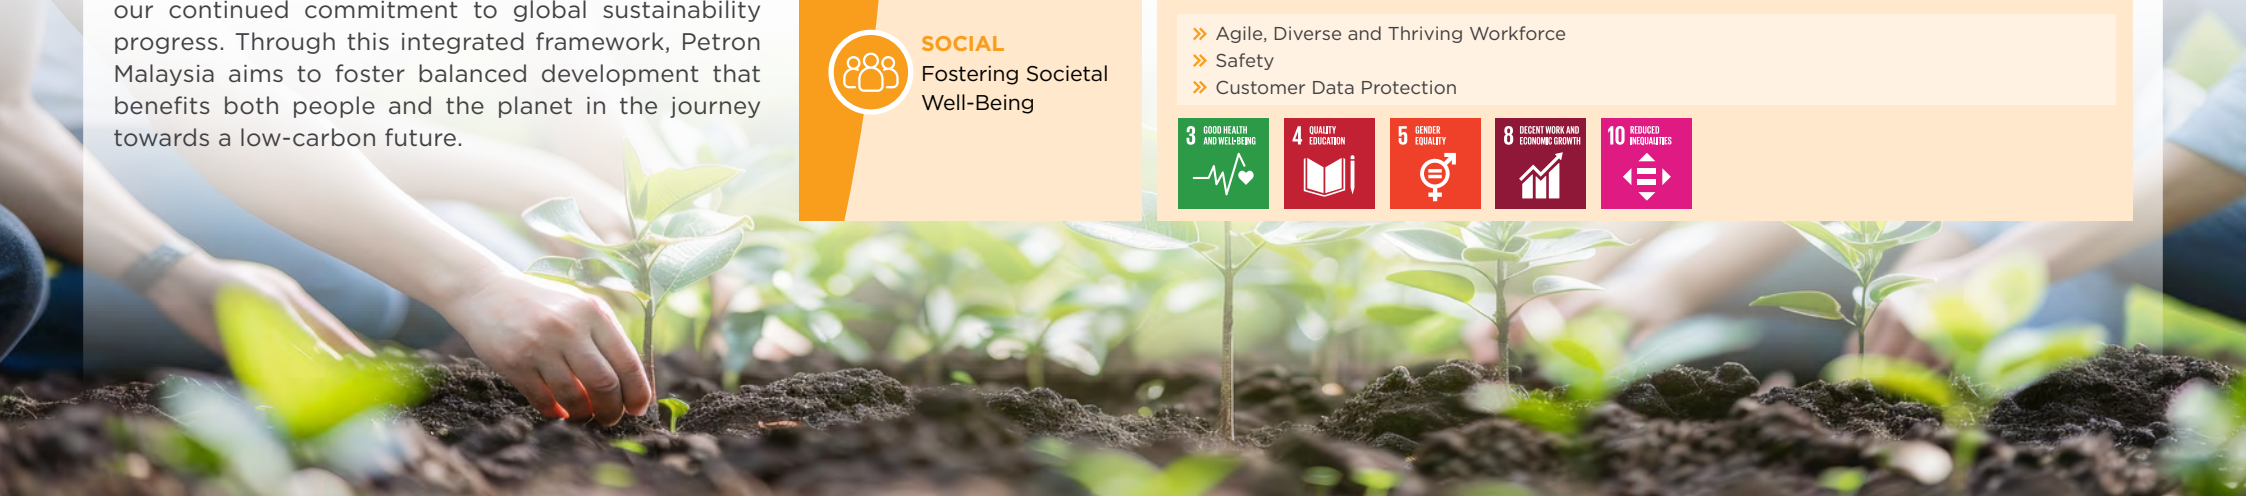 our continued commitment to global sustainability
progress. Through this integrated framework, Petron
Malaysia aims to foster balanced development that
benefits both people and the planet in the journey
towards a low-carbon future.
SOCIAL
Fostering Societal
Well-Being
Agile, Diverse and Thriving Workforce
Safety
Customer Data Protection
3 GOOD HEALTH
AND WELL-BEING
4 QUALITY
EDUCATION
5 GENDER
EQUALITY
8 DECENT WORK AND
ECONOMIC GROWTH
10 REDUCED
INEQUALITIES